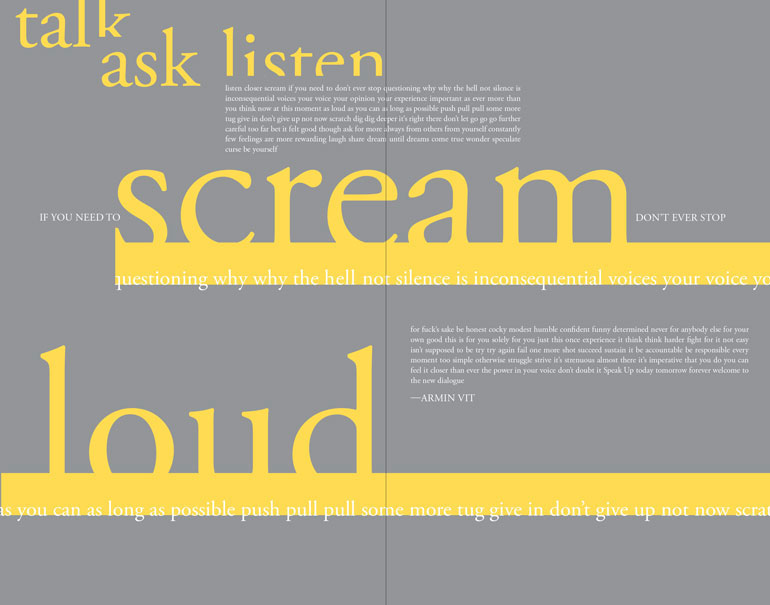 talk
ask listen
listen closer scream if you need to don't ever stop questioning why why the hell not silence is
inconsequential voices your voice your opinion your experience important as ever more than
you think now at this moment as loud as you can as long as possible push pull pull some more
tug give in don't give up not now scratch dig dig deeper it's right there don't let go go go further
careful too far bet it felt good though ask for more always from others from yourself constantly
few feelings are more rewarding laugh share dream until dreams come true wonder speculate
curse be yourself
IF YOU NEED TO scream DON'T EVER STOP
questioning why why the hell not silence is inconsequential voices your voice yo
for fuck's sake be honest cocky modest humble confident funny determined never for anybody else for your
own good this is for you solely for you just this once experience it think think harder fight for it not easy
isn't supposed to be try try again fail one more shot succeed sustain it be accountable be responsible every
moment too simple otherwise struggle strive it's strenuous almost there it's imperative that you do you can
feel it closer than ever the power in your voice don't doubt it Speak Up today tomorrow forever welcome to
the new dialogue
—ARMIN VIT
loud
as you can as long as possible push pull pull some more tug give in don't give up not now scrat